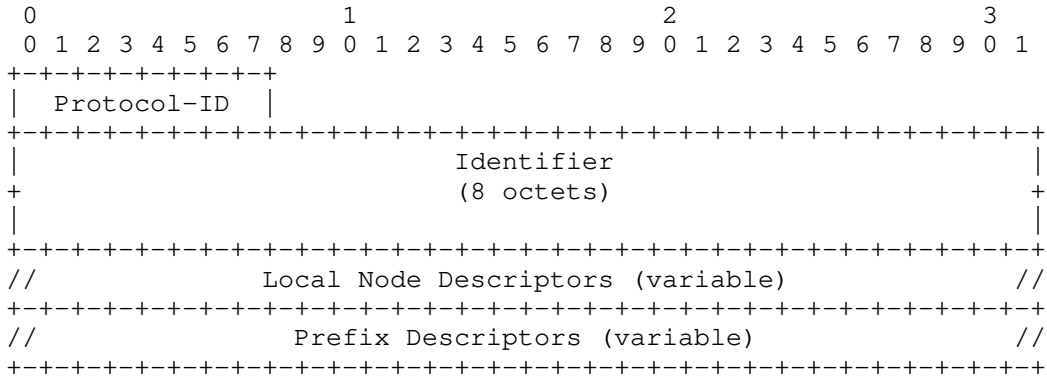 0                   1                   2                   3
 0 1 2 3 4 5 6 7 8 9 0 1 2 3 4 5 6 7 8 9 0 1 2 3 4 5 6 7 8 9 0 1
+-+-+-+-+-+-+-+-+
|  Protocol-ID  |
+-+-+-+-+-+-+-+-+-+-+-+-+-+-+-+-+-+-+-+-+-+-+-+-+-+-+-+-+-+-+-+-+
|                           Identifier                          |
+                           (8 octets)                          +
|                                                               |
+-+-+-+-+-+-+-+-+-+-+-+-+-+-+-+-+-+-+-+-+-+-+-+-+-+-+-+-+-+-+-+-+
//              Local Node Descriptors (variable)              //
+-+-+-+-+-+-+-+-+-+-+-+-+-+-+-+-+-+-+-+-+-+-+-+-+-+-+-+-+-+-+-+-+
//                Prefix Descriptors (variable)                //
+-+-+-+-+-+-+-+-+-+-+-+-+-+-+-+-+-+-+-+-+-+-+-+-+-+-+-+-+-+-+-+-+